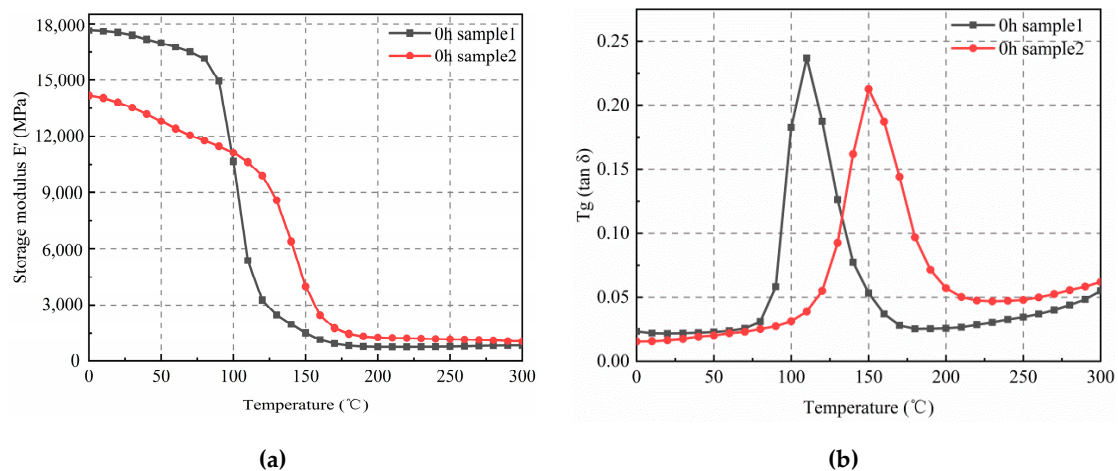 18,000
15,000
12,000
9,000
6,000
3,000
0
Storage modulus E' (MPa)
0h sample1
0h sample2
0 50 100 150 200 250 300
Temperature (℃)
(a)
0.25
0.20
0.15
0.10
0.05
0.00
Tg (tan δ)
0h sample1
0h sample2
0 50 100 150 200 250 300
Temperature (℃)
(b)